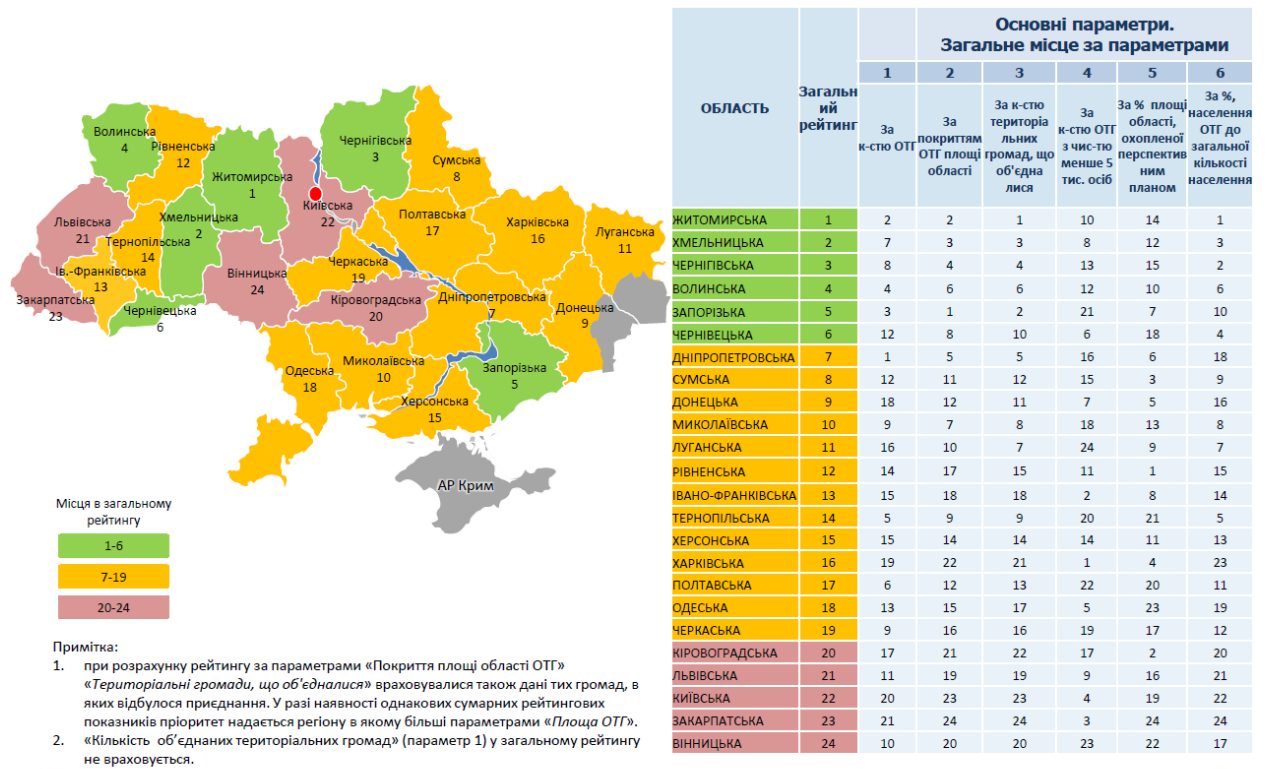 Волинська
4
Рівненська
12
Житомирська
1
Чернігівська
3
Сумська
8
Київська
22
Львівська
21
Хмельницька
2
Тернопільська
14
Ів.-Франківська
13
Закарпатська
23
Чернівецька
6
Вінницька
24
Черкаська
19
Полтавська
17
Харківська
16
Луганська
11
Кіровоградська
20
Дніпропетровська
7
Донецька
9
Одеська
18
Миколаївська
10
Запорізька
5
Херсонська
15
АР Крим
Місця в загальному
рейтингу
1-6
7-19
20-24
Примітка:
1. при розрахунку рейтингу за параметрами «Покриття площі області ОТГ»
«Територіальні громади, що об'єдналися» враховувалися також дані тих громад, в
яких відбулося приєднання. У разі наявності однакових сумарних рейтингових
показників пріоритет надається регіону в якому більші параметрами «Площа ОТГ».
2. «Кількість об’єднаних територіальних громад» (параметр 1) у загальному рейтингу
не враховується.
ОБЛАСТЬ
Загальн
ий
рейтинг
Основні параметри.
Загальне місце за параметрами
1 2 3 4 5 6
За
к-стю ОТГ
За
покриттям
ОТГ площі
області
За к-стю
територіа
льних
громад, що
об'єдна
лися
За
к-стю ОТГ
з чис-тю
менше 5
тис. осіб
За % площі
області,
охопленої
перспектив
ним
планом
За %,
населення
ОТГ до
загальної
кількості
населення
ЖИТОМИРСЬКА 1 2 2 1 10 14 1
ХМЕЛЬНИЦЬКА 2 7 3 3 8 12 3
ЧЕРНІГІВСЬКА 3 8 4 4 13 15 2
ВОЛИНСЬКА 4 4 6 6 12 10 6
ЗАПОРІЗЬКА 5 3 1 2 21 7 10
ЧЕРНІВЕЦЬКА 6 12 8 10 6 18 4
ДНІПРОПЕТРОВСЬКА 7 1 5 5 16 6 18
СУМСЬКА 8 12 11 12 15 3 9
ДОНЕЦЬКА 9 18 12 11 7 5 16
МИКОЛАЇВСЬКА 10 9 7 8 18 13 8
ЛУГАНСЬКА 11 16 10 7 24 9 7
РІВНЕНСЬКА 12 14 17 15 11 1 15
ІВАНО-ФРАНКІВСЬКА 13 15 18 18 2 8 14
ТЕРНОПІЛЬСЬКА 14 5 9 9 20 21 5
ХЕРСОНСЬКА 15 15 14 14 14 11 13
ХАРКІВСЬКА 16 19 22 21 1 4 23
ПОЛТАВСЬКА 17 6 12 13 22 20 11
ОДЕСЬКА 18 13 15 17 5 23 19
ЧЕРКАСЬКА 19 9 16 16 19 17 12
КІРОВОГРАДСЬКА 20 17 21 22 17 2 20
ЛЬВІВСЬКА 21 11 19 19 9 16 21
КИЇВСЬКА 22 20 23 23 4 19 22
ЗАКАРПАТСЬКА 23 21 24 24 3 24 24
ВІННИЦЬКА 24 10 20 20 23 22 17